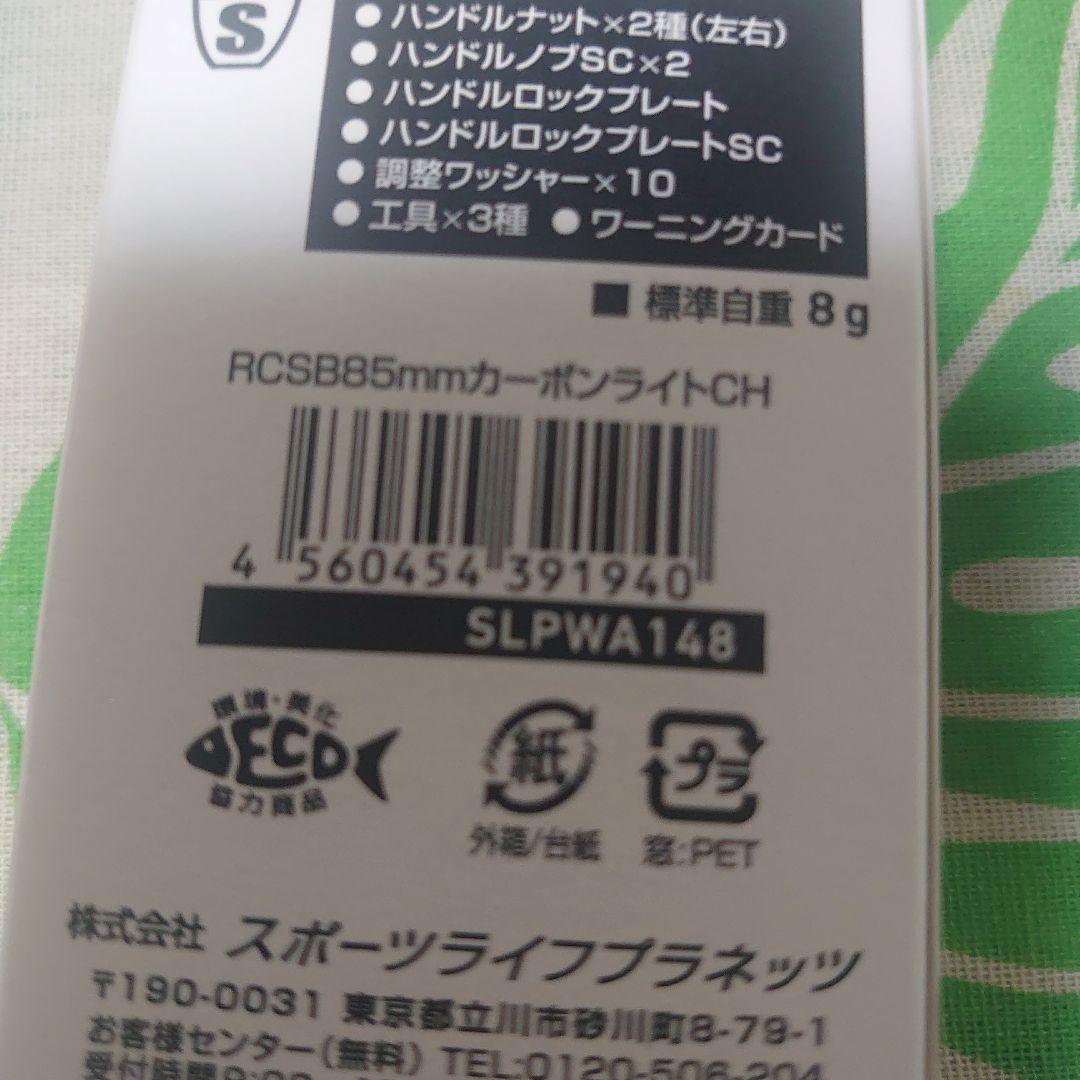 S
●ハンドルナット×2種(左右)
●ハンドルノブSC×2
●ハンドルロックプレート
●ハンドルロックプレートSC
●調整ワッシャー×10
●工具×3種 ●ワーニングカード
■標準自重 8g
RCSB85mmカーボンライトCH
4 560454 391940
SLPWA148
環境・美化
ECO
協力商品
紙
プラ
外箱/台紙
窓:PET
株式会社 スポーツライフプラネッツ
〒190-0031 東京都立川市砂川町8-79-1
お客様センター(無料) TEL:0120-506-204
受付時間9:00